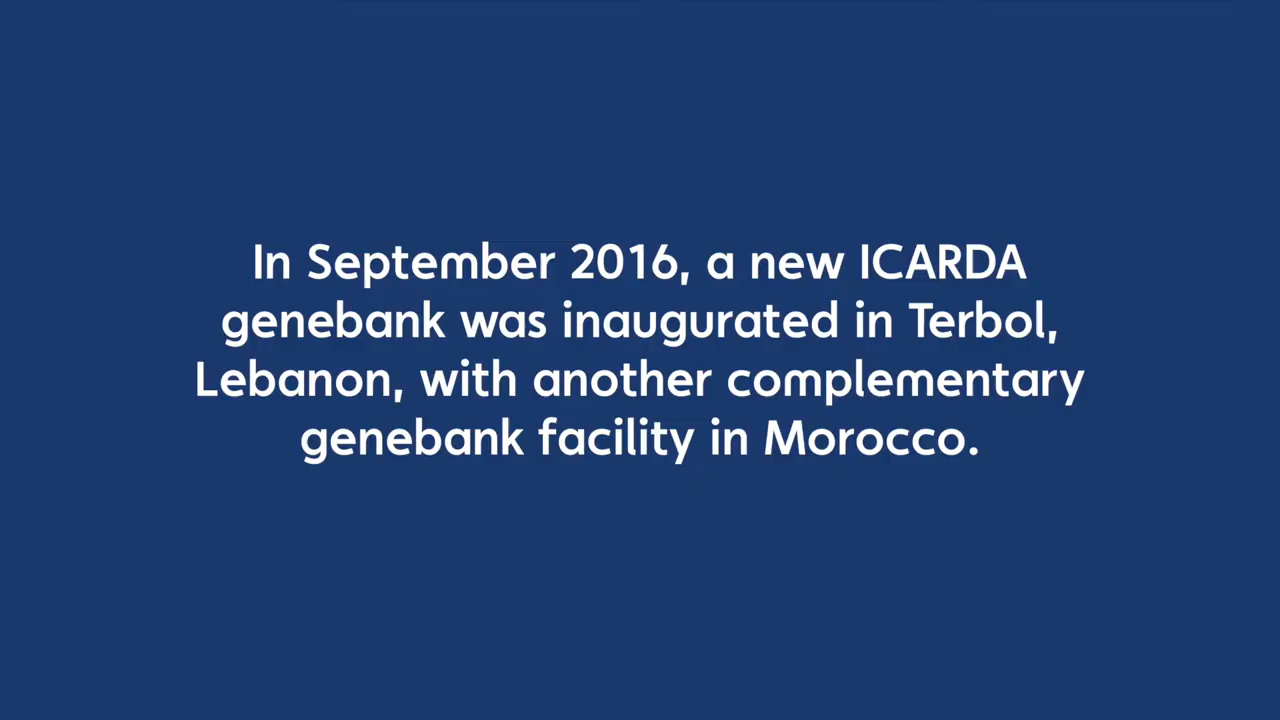 In September 2016, a new ICARDA
genebank was inaugurated in Terbol,
Lebanon, with another complementary
genebank facility in Morocco.